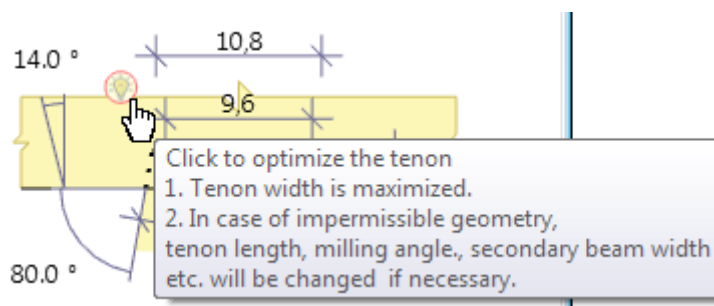 10,8
14.0 °
9,6
Click to optimize the tenon
1. Tenon width is maximized.
2. In case of impermissible geometry,
tenon length, milling angle., secondary beam width
etc. will be changed  if necessary.
80.0 °